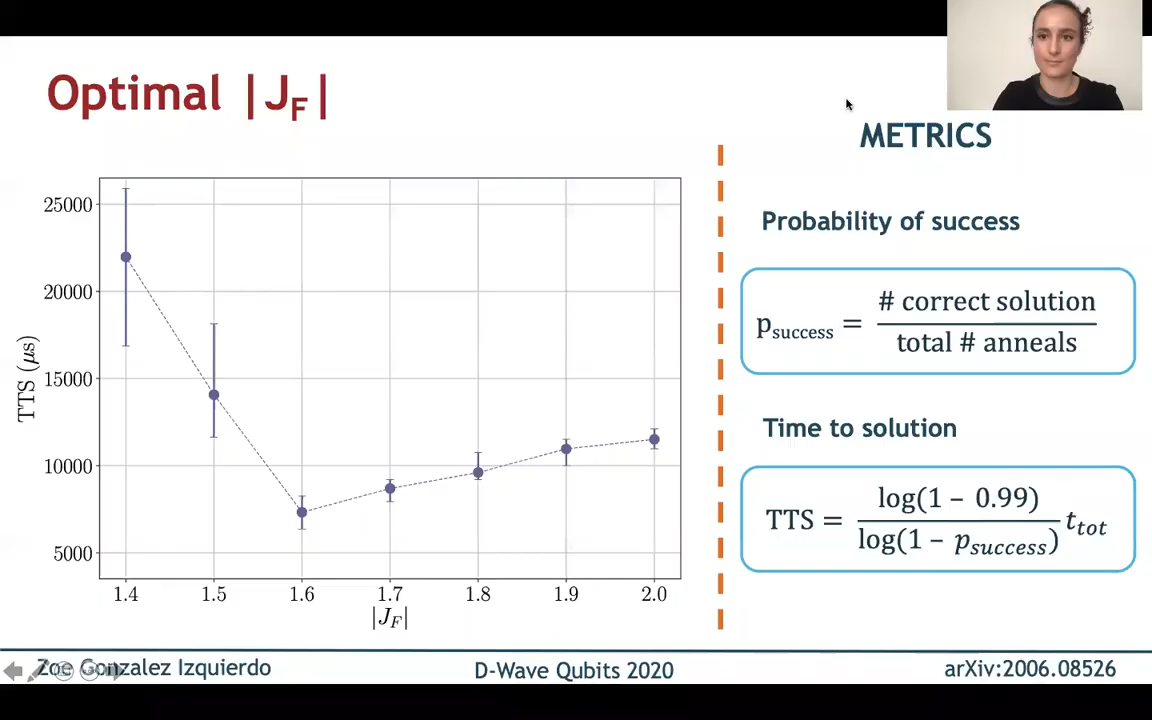 Optimal |J_F|
METRICS
Probability of success
p_success = # correct solution / total # anneals
Time to solution
TTS = log(1 − 0.99) / log(1 − p_success) t_tot
TTS (μs)
25000
20000
15000
10000
5000
1.4 1.5 1.6 1.7 1.8 1.9 2.0
|J_F|
Zoe Gonzalez Izquierdo
D-Wave Qubits 2020
arXiv:2006.08526